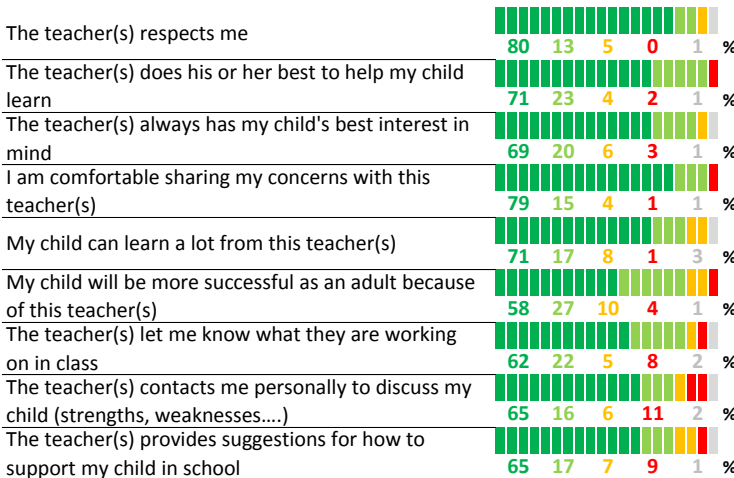 The teacher(s) respects me
80 13 5 0 1 %
The teacher(s) does his or her best to help my child
learn
71 23 4 2 1 %
The teacher(s) always has my child's best interest in
mind
69 20 6 3 1 %
I am comfortable sharing my concerns with this
teacher(s)
79 15 4 1 1 %
My child can learn a lot from this teacher(s)
71 17 8 1 3 %
My child will be more successful as an adult because
of this teacher(s)
58 27 10 4 1 %
The teacher(s) let me know what they are working
on in class
62 22 5 8 2 %
The teacher(s) contacts me personally to discuss my
child (strengths, weaknesses....)
65 16 6 11 2 %
The teacher(s) provides suggestions for how to
support my child in school
65 17 7 9 1 %